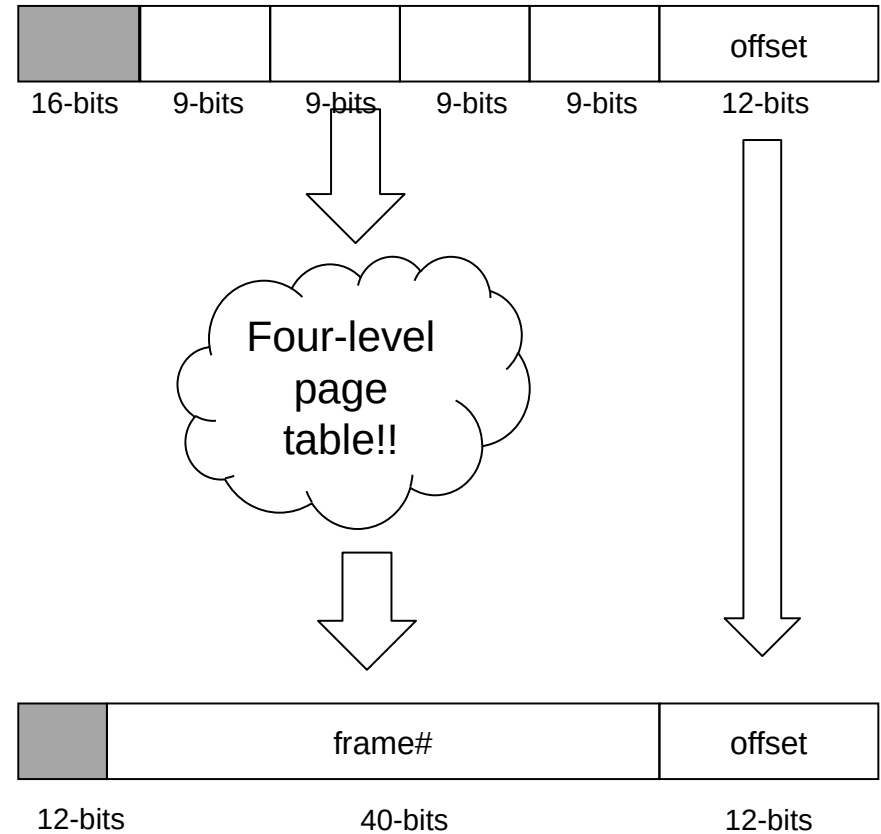 offset
16-bits 9-bits 9-bits 9-bits 9-bits 12-bits
Four-level
page
table!!
frame# offset
12-bits 40-bits 12-bits